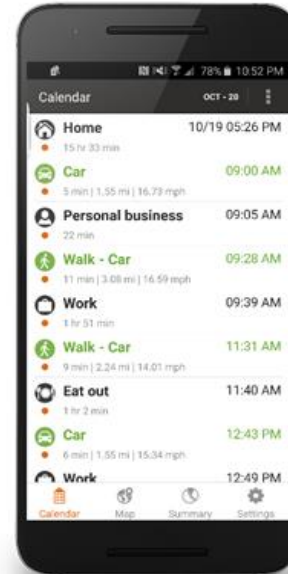 78% 10:52 PM
Calendar OCT - 20
Home 10/19 05:26 PM
15 hr 33 min
Car 09:00 AM
5 min | 1.55 mi | 16.73 mph
Personal business 09:05 AM
22 min
Walk - Car 09:28 AM
11 min | 3.08 mi | 16.59 mph
Work 09:39 AM
1 hr 51 min
Walk - Car 11:31 AM
9 min | 2.24 mi | 14.01 mph
Eat out 11:40 AM
1 hr 2 min
Car 12:43 PM
6 min | 1.55 mi | 15.34 mph
Work 12:49 PM
Calendar Map Summary Settings